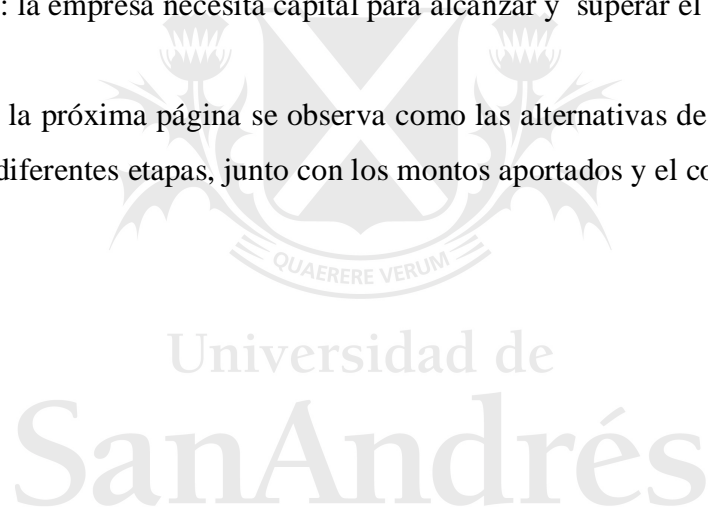 : la empresa necesita capital para alcanzar y superar el
la próxima página se observa como las alternativas de
diferentes etapas, junto con los montos aportados y el co
QUAERERE VERUM
Universidad de
SanAndrés